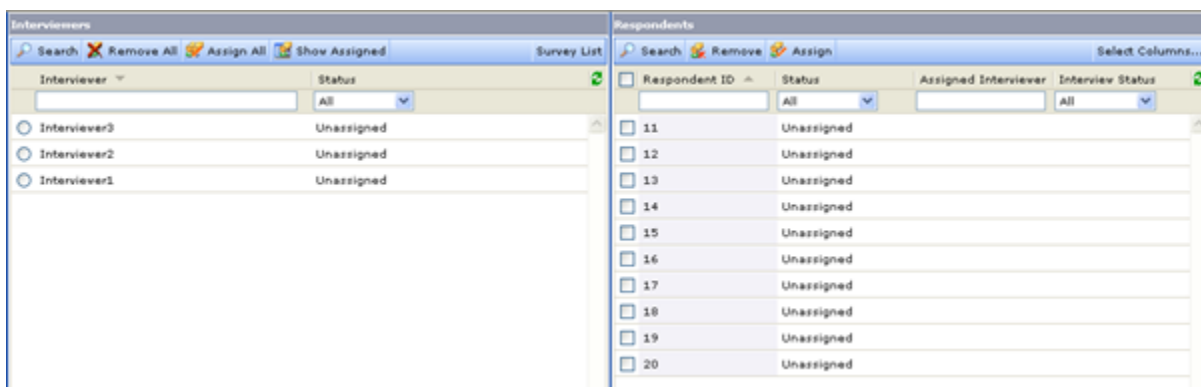 Interviewers
Search Remove All Assign All Show Assigned Survey List
Interviewer Status
All
Interviewer3 Unassigned
Interviewer2 Unassigned
Interviewer1 Unassigned
Respondents
Search Remove Assign Select Columns...
Respondent ID Status Assigned Interviewer Interview Status
All All
11 Unassigned
12 Unassigned
13 Unassigned
14 Unassigned
15 Unassigned
16 Unassigned
17 Unassigned
18 Unassigned
19 Unassigned
20 Unassigned